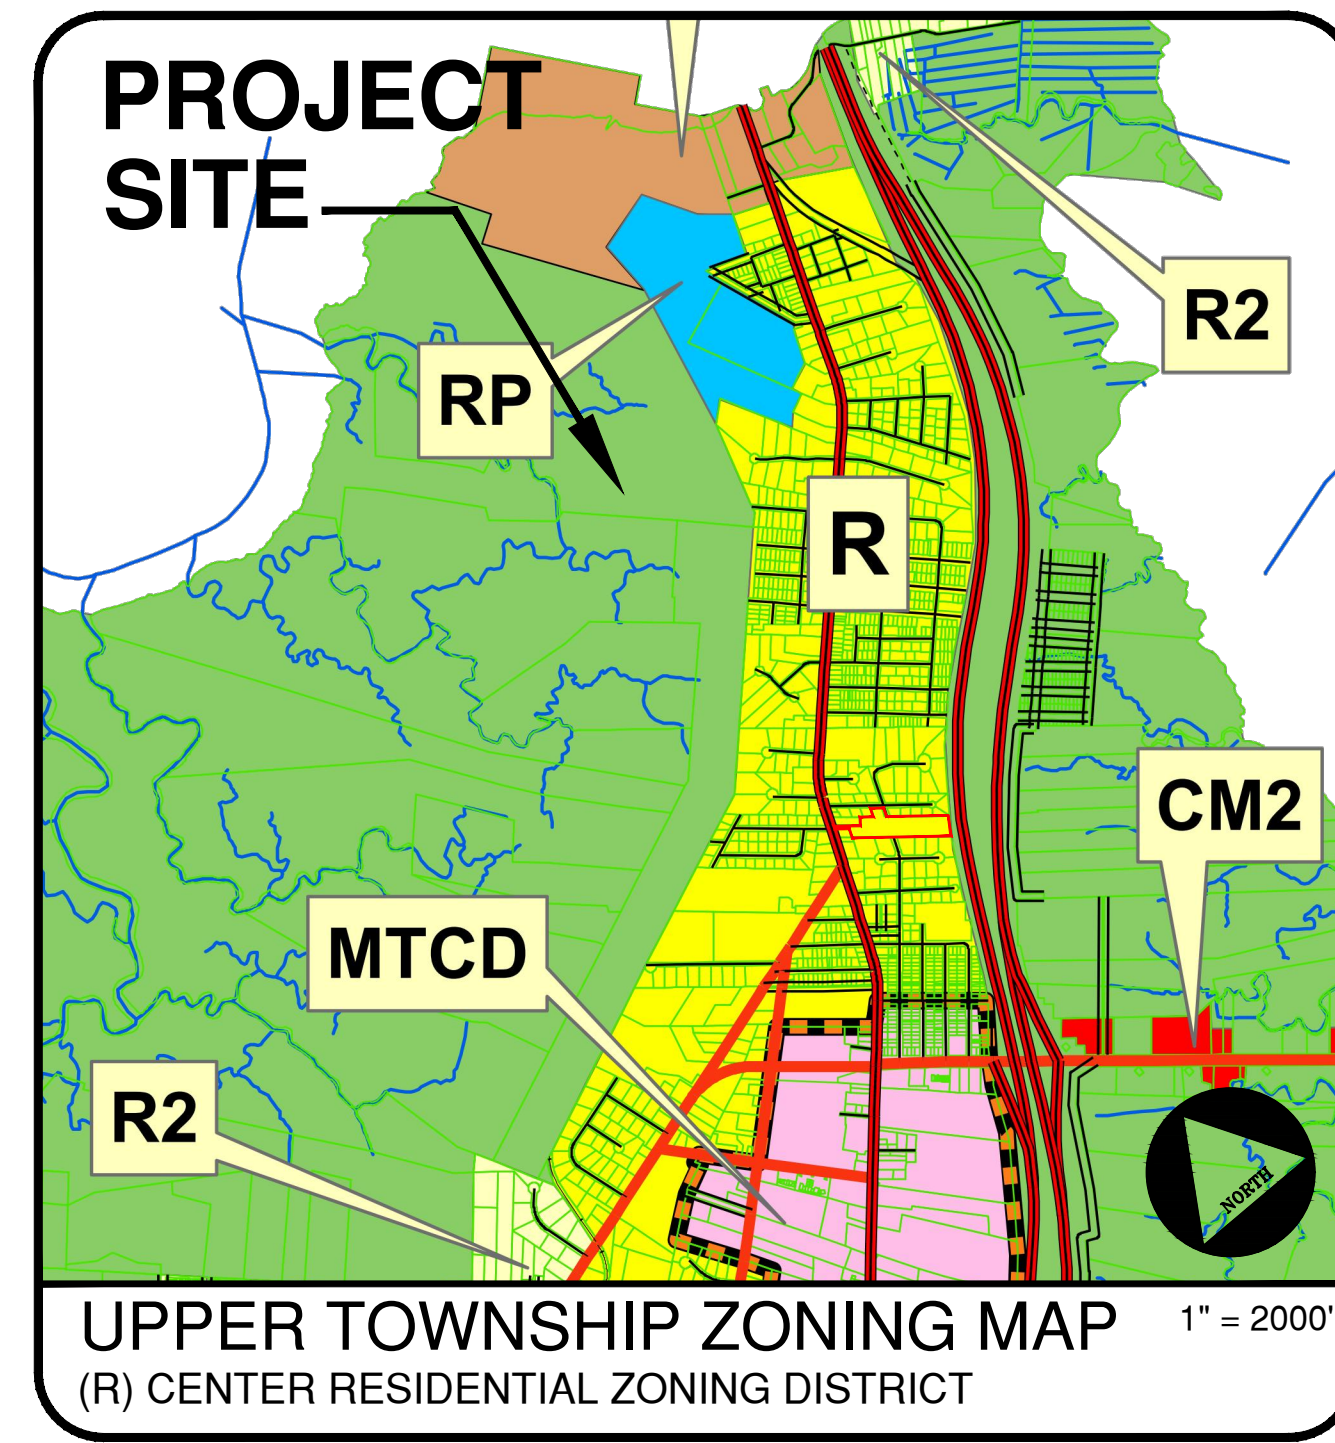 PROJECT
SITE
R2
RP
R
CM2
MTCD
R2
NORTH
UPPER TOWNSHIP ZONING MAP
1" = 2000'
(R) CENTER RESIDENTIAL ZONING DISTRICT